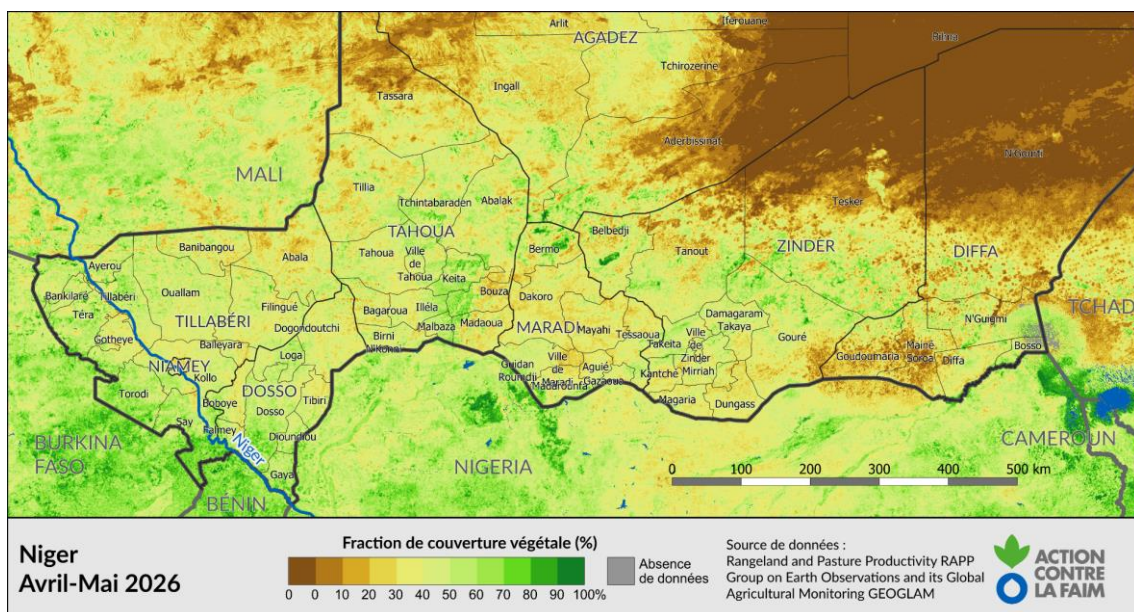 Arlit
Iferouane
Bilma
AGADEZ
Tchirozerine
Ingall
Tassara
Aderbissinat
N'Gourti
MALI
Tillia
Tchintabaraden
Abalak
Tesker
TAHOUA
Belbedji
Banibangou
Bermo
Tanout
ZINDER
DIFFA
Tahoua
Ville
de
Tahoua
Abala
Ayerou
Keita
TCHAD
Bankilaré
Tillabéri
Ouallam
Bouza
Dakoro
N'Guigmi
Téra
Filingué
Bagaroua
Illéla
Damagaram
Takaya
TILLABÉRI
Dogondoutchi
Malbaza
Madaoua
MARADI
Mayahi
Tessaoua
Gouré
Gotheye
Balleyara
Birni
N'Konni
Takeita
Ville
de
Zinder
Mainé
Soroa
Bosso
NIAMEY
Loga
Goudoumaria
Diffa
Kollo
Guidan
Roumdji
Ville
de
Maradi
Aguié
Gazaoua
Kantché
Mirriah
Torodi
DOSSO
Boboye
Tibiri
Madarounfa
Magaria
Dungass
Dosso
Say
Falmey
Dioundiou
BURKINA
FASO
Niger
Gaya
NIGERIA
CAMEROUN
BÉNIN
0 100 200 300 400 500 km
Niger
Avril-Mai 2026
Fraction de couverture végétale (%)
0 0 10 20 30 40 50 60 70 80 90 100%
Absence
de données
Source de données :
Rangeland and Pasture Productivity RAPP
Group on Earth Observations and its Global
Agricultural Monitoring GEOGLAM
ACTION
CONTRE
LA FAIM